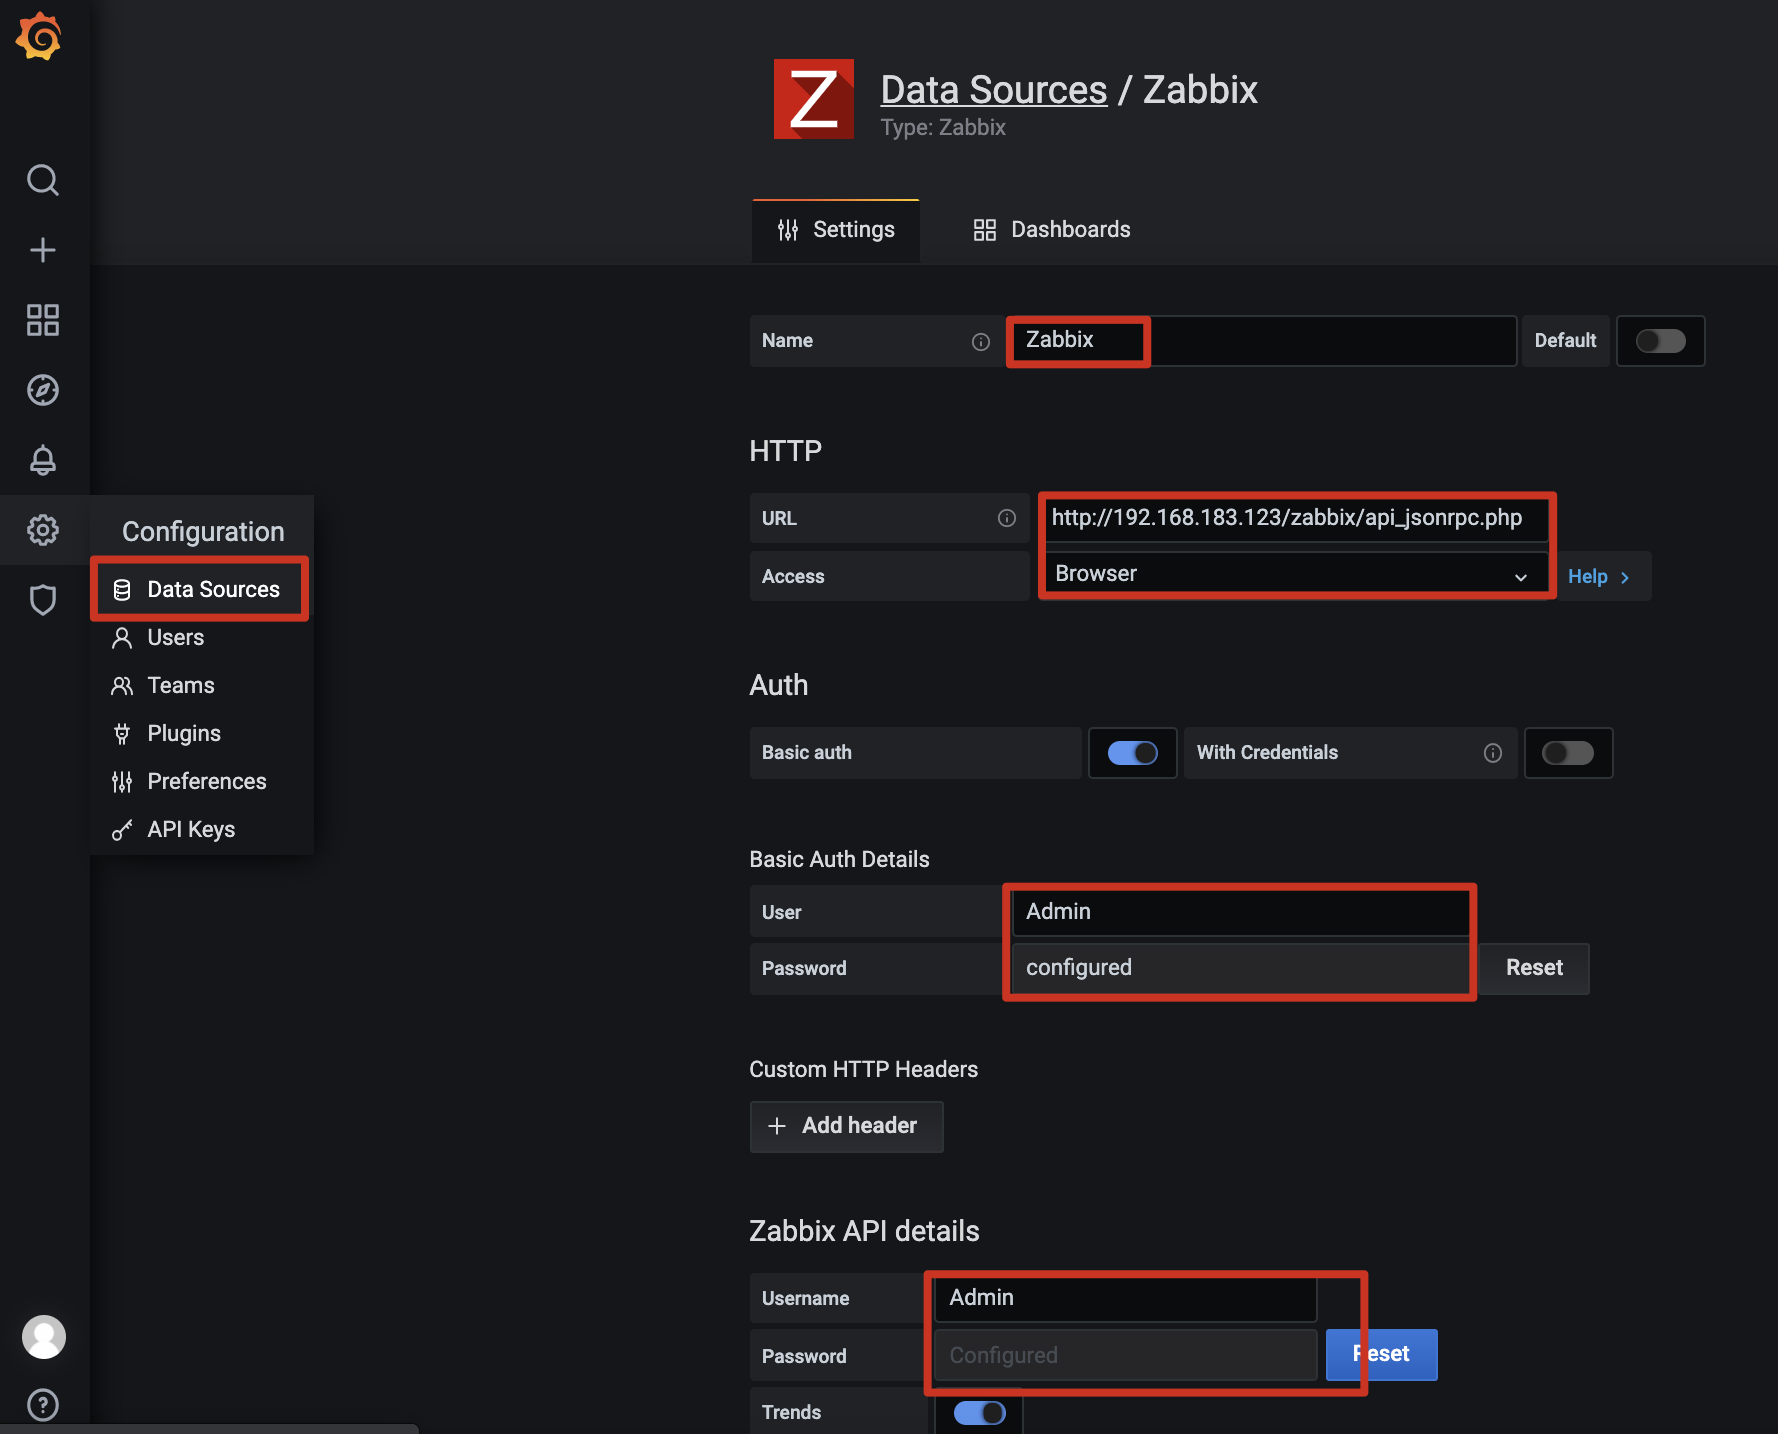 Z
Data Sources / Zabbix
Type: Zabbix
Settings
Dashboards
Name
Zabbix
Default
HTTP
URL
http://192.168.183.123/zabbix/api_jsonrpc.php
Access
Browser
Help
Configuration
Data Sources
Users
Teams
Plugins
Preferences
API Keys
Auth
Basic auth
With Credentials
Basic Auth Details
User
Admin
Password
configured
Reset
Custom HTTP Headers
+ Add header
Zabbix API details
Username
Admin
Password
Configured
Reset
Trends